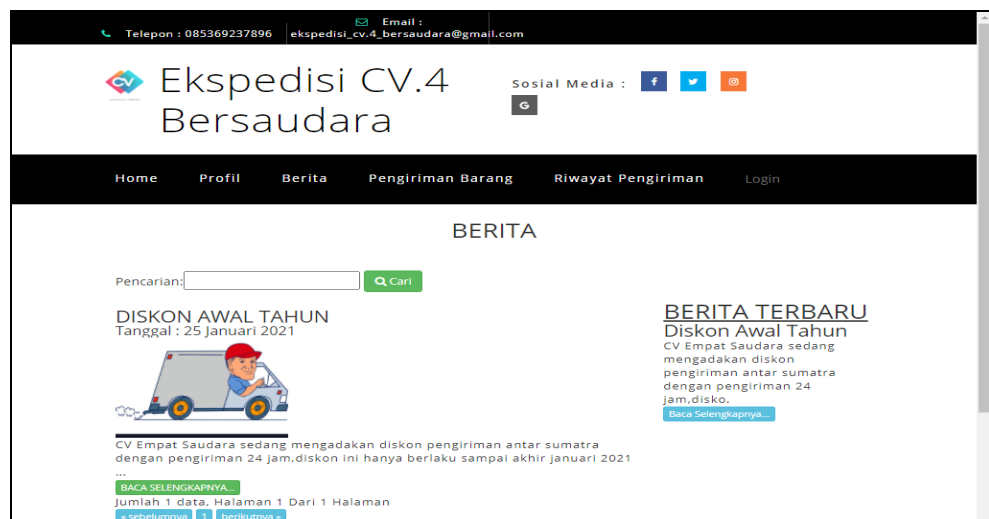 Telepon : 085369237896
Email :
ekspedisi_cv.4_bersaudara@gmail.com
CV
Ekspedisi CV.4
Bersaudara
Sosial Media :
Home Profil Berita Pengiriman Barang Riwayat Pengiriman Login
BERITA
Pencarian: Cari
DISKON AWAL TAHUN
Tanggal : 25 Januari 2021
CV Empat Saudara sedang mengadakan diskon pengiriman antar sumatra
dengan pengiriman 24 jam,diskon ini hanya berlaku sampai akhir januari 2021
...
BACA SELENGKAPNYA...
Jumlah 1 data, Halaman 1 Dari 1 Halaman
« sebelumnya 1 berikutnya »
BERITA TERBARU
Diskon Awal Tahun
CV Empat Saudara sedang
mengadakan diskon
pengiriman antar sumatra
dengan pengiriman 24
jam,disko.
Baca Selengkapnya...